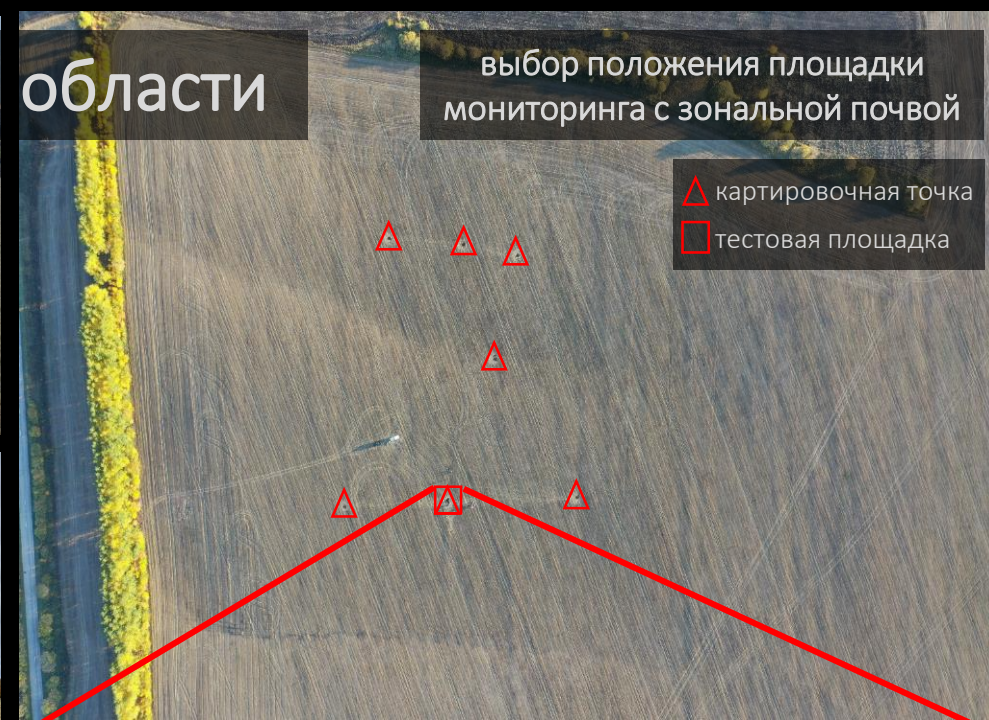 области
выбор положения площадки
мониторинга с зональной почвой
картировочная точка
тестовая площадка